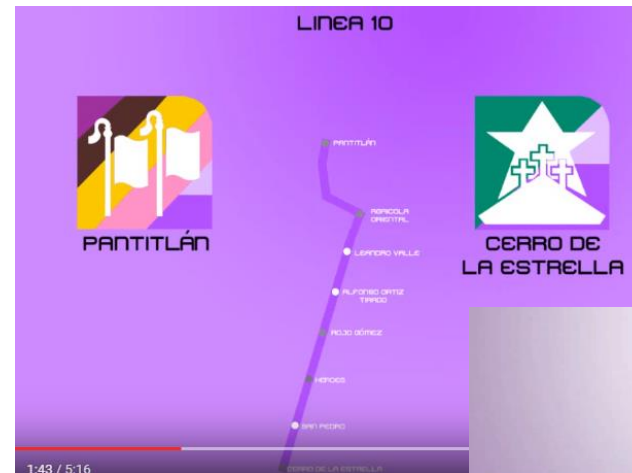 LINEA 10
PANTITLÁN
AGRICOLA
ORIENTAL
LEANDRO VALLE
ALFONSO ORTIZ
TIRADO
ROJO GÓMEZ
HEROES
SAN PEDRO
CERRO DE LA ESTRELLA
PANTITLÁN
CERRO DE
LA ESTRELLA
1:43 / 5:16